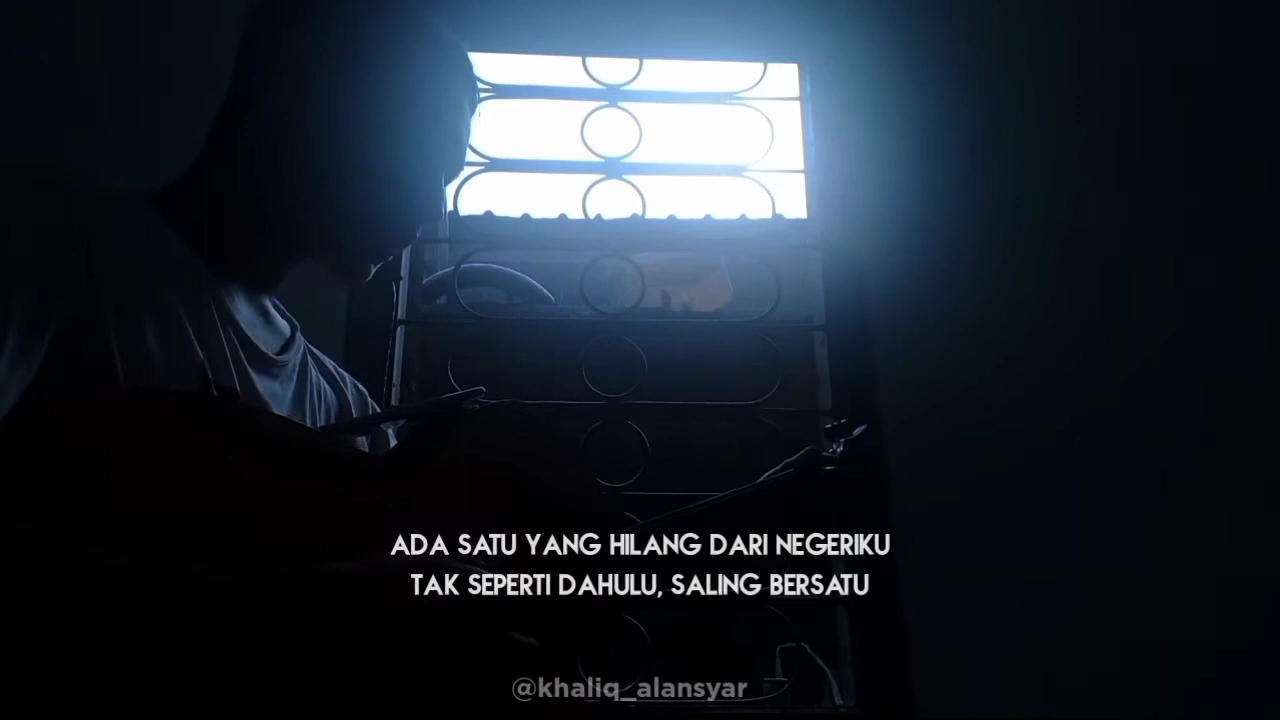 ADA SATU YANG HILANG DARI NEGERIKU
TAK SEPERTI DAHULU, SALING BERSATU
@khaliq_alansyar